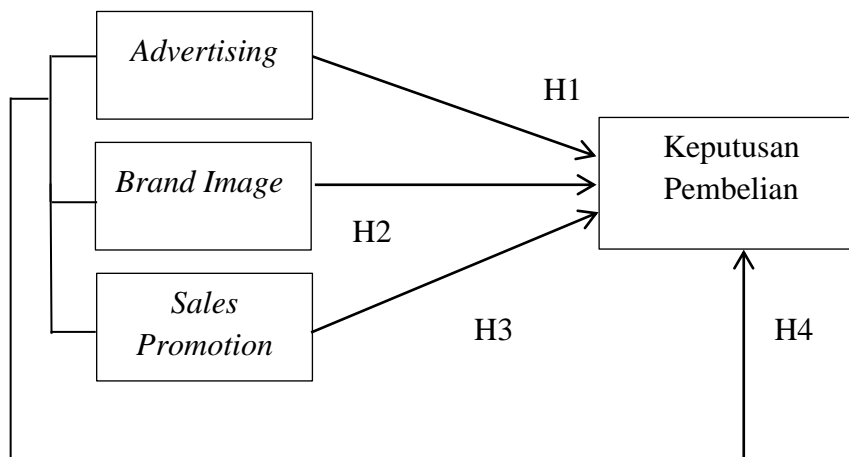 Advertising
H1
Keputusan
Pembelian
Brand Image
H2
Sales
Promotion
H3
H4